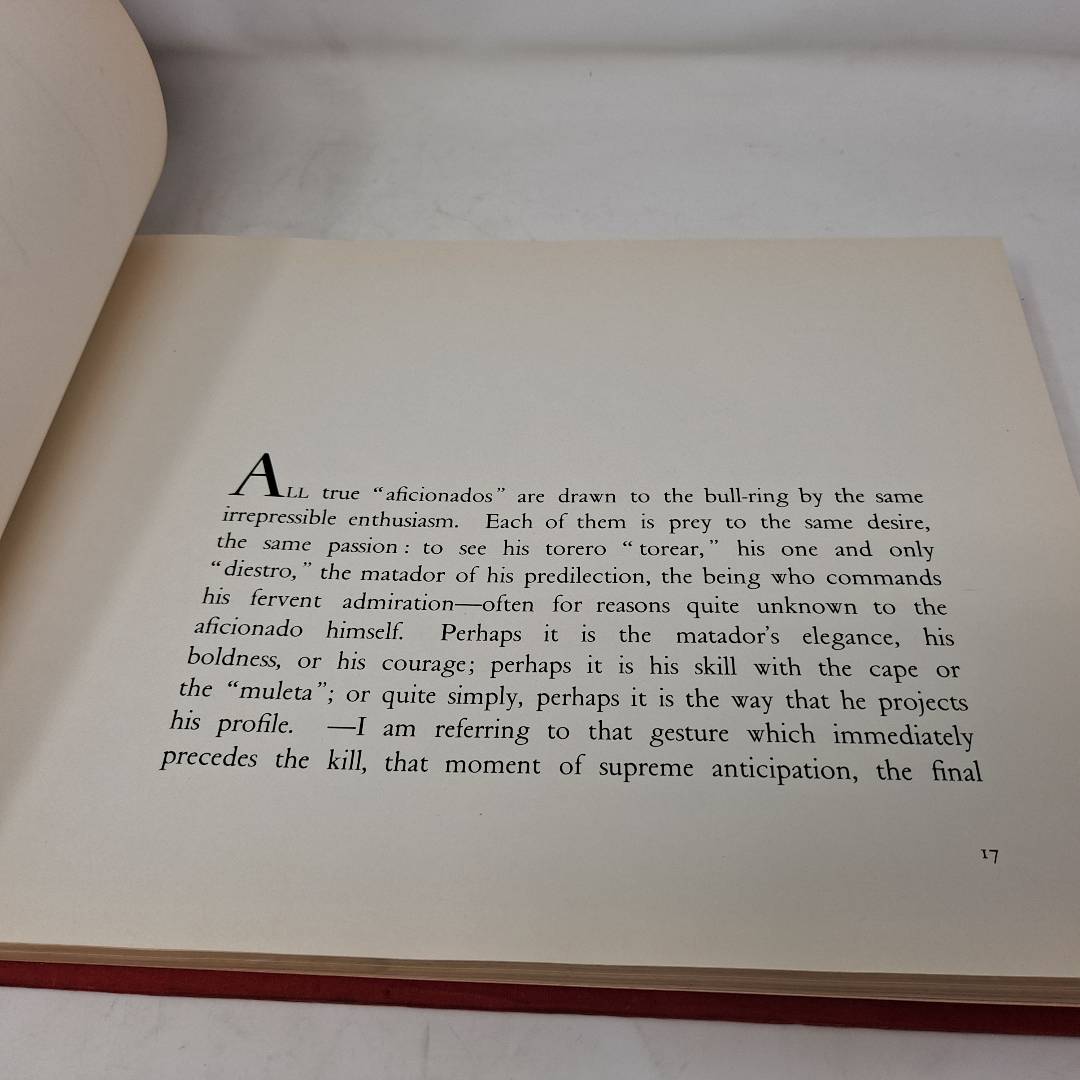 ALL true “aficionados” are drawn to the bull-ring by the same
irrepressible enthusiasm. Each of them is prey to the same desire,
the same passion : to see his torero “torear,” his one and only
“diestro,” the matador of his predilection, the being who commands
his fervent admiration—often for reasons quite unknown to the
aficionado himself. Perhaps it is the matador’s elegance, his
boldness, or his courage; perhaps it is his skill with the cape or
the “muleta”; or quite simply, perhaps it is the way that he projects
his profile. —I am referring to that gesture which immediately
precedes the kill, that moment of supreme anticipation, the final
17